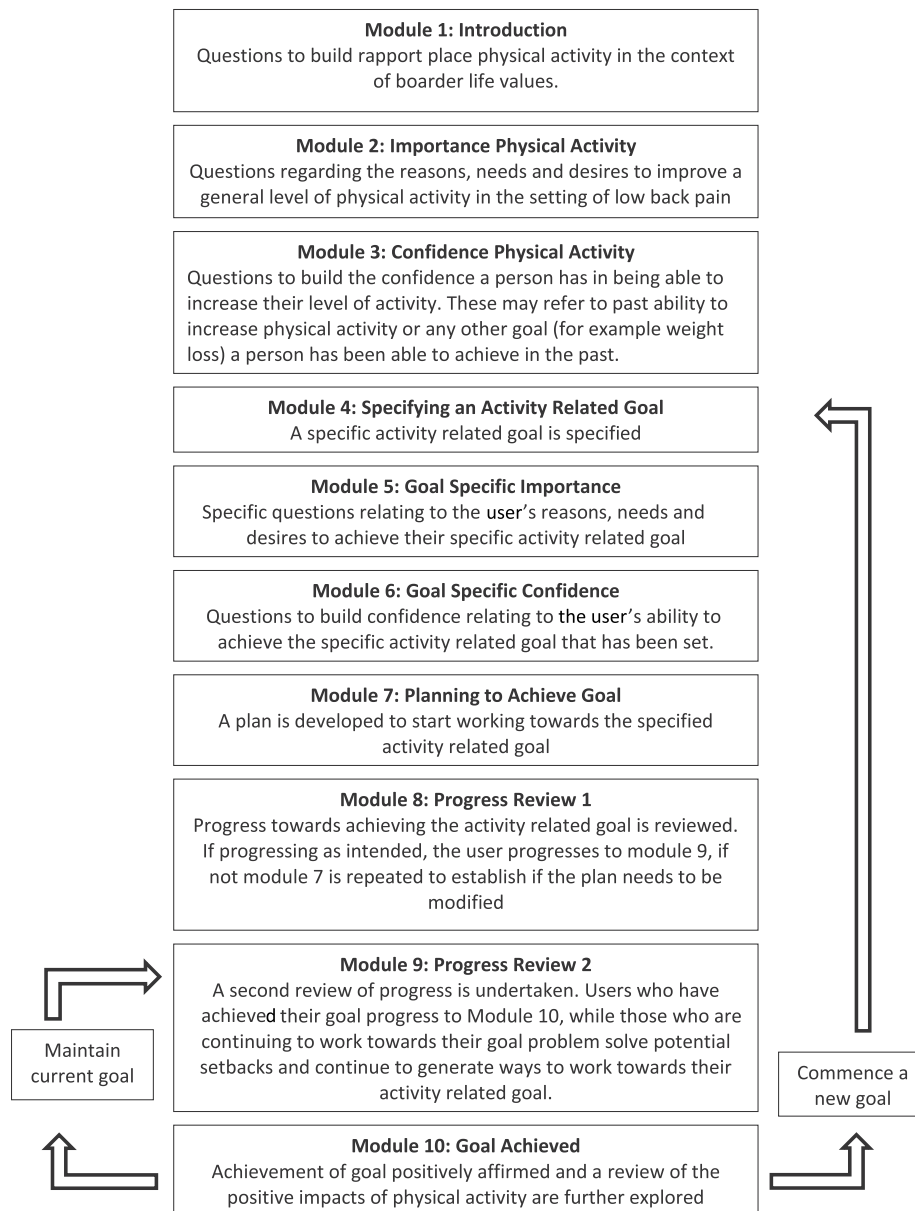 Module 1: Introduction
Questions to build rapport place physical activity in the context
of boarder life values.
Module 2: Importance Physical Activity
Questions regarding the reasons, needs and desires to improve a
general level of physical activity in the setting of low back pain
Module 3: Confidence Physical Activity
Questions to build the confidence a person has in being able to
increase their level of activity. These may refer to past ability to
increase physical activity or any other goal (for example weight
loss) a person has been able to achieve in the past.
Module 4: Specifying an Activity Related Goal
A specific activity related goal is specified
Module 5: Goal Specific Importance
Specific questions relating to the user's reasons, needs and
desires to achieve their specific activity related goal
Module 6: Goal Specific Confidence
Questions to build confidence relating to the user's ability to
achieve the specific activity related goal that has been set.
Module 7: Planning to Achieve Goal
A plan is developed to start working towards the specified
activity related goal
Module 8: Progress Review 1
Progress towards achieving the activity related goal is reviewed.
If progressing as intended, the user progresses to module 9, if
not module 7 is repeated to establish if the plan needs to be
modified
Module 9: Progress Review 2
A second review of progress is undertaken. Users who have
achieved their goal progress to Module 10, while those who are
continuing to work towards their goal problem solve potential
setbacks and continue to generate ways to work towards their
activity related goal.
Maintain
current goal
Commence a
new goal
Module 10: Goal Achieved
Achievement of goal positively affirmed and a review of the
positive impacts of physical activity are further explored